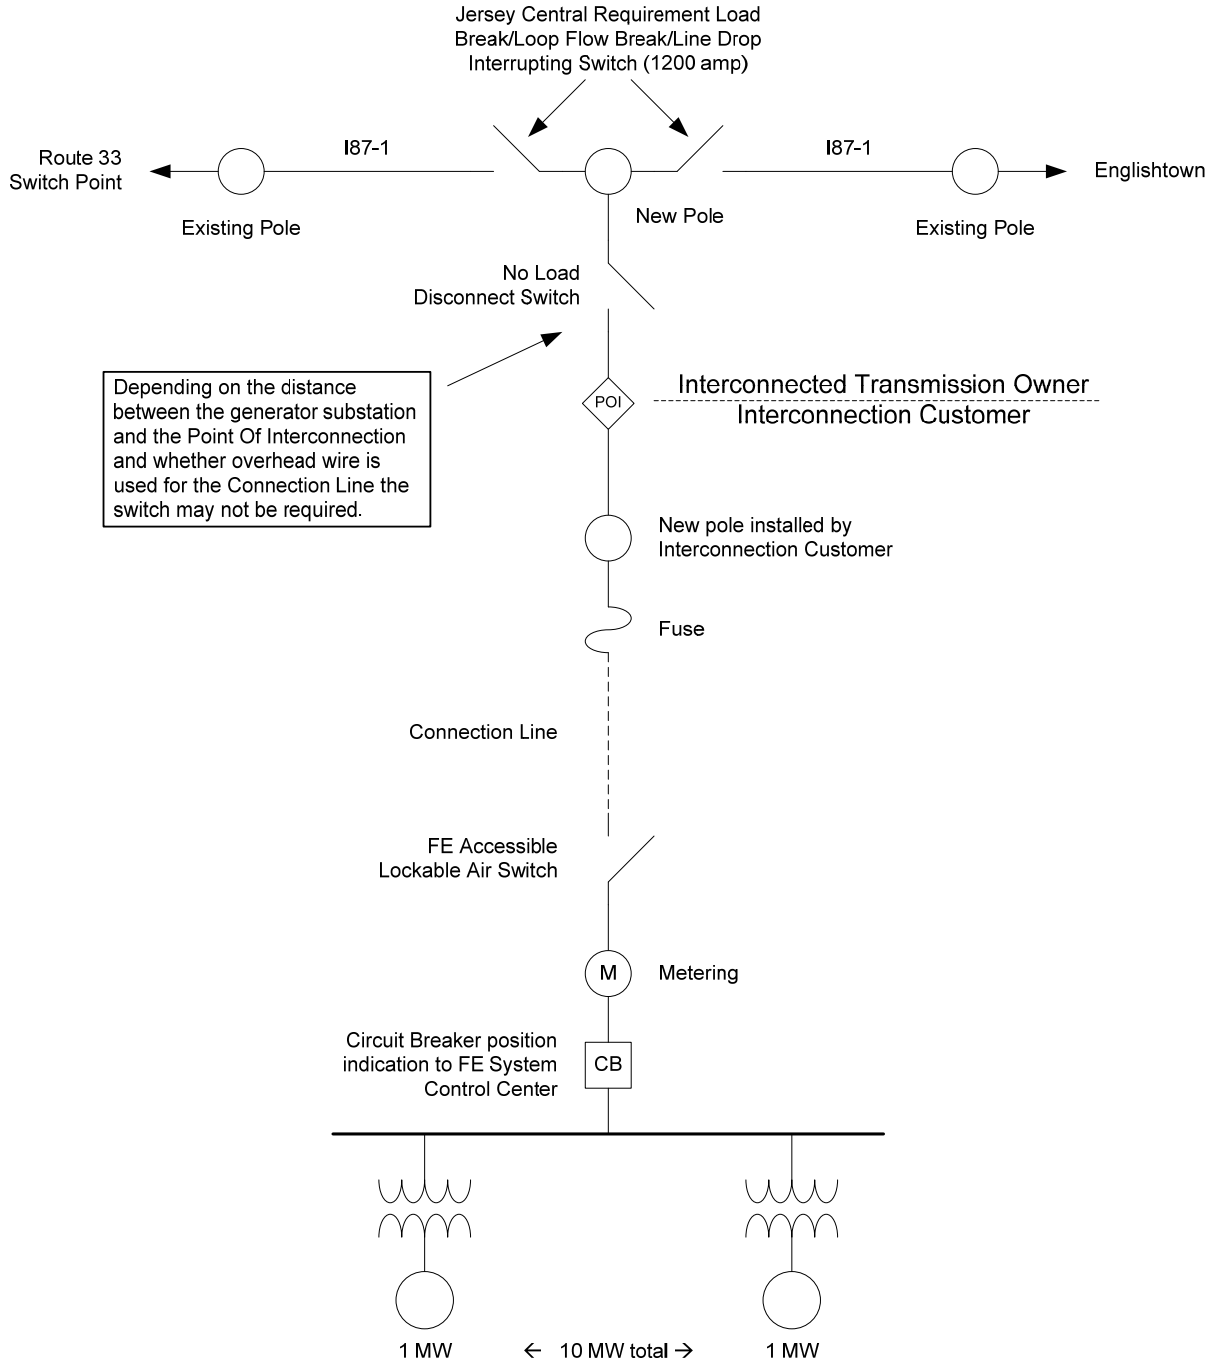 Jersey Central Requirement Load
Break/Loop Flow Break/Line Drop
Interrupting Switch (1200 amp)
I87-1
I87-1
Route 33
Switch Point
Englishtown
New Pole
Existing Pole
Existing Pole
No Load
Disconnect Switch
Depending on the distance
between the generator substation
and the Point Of Interconnection
and whether overhead wire is
used for the Connection Line the
switch may not be required.
POI
Interconnected Transmission Owner
Interconnection Customer
New pole installed by
Interconnection Customer
Fuse
Connection Line
FE Accessible
Lockable Air Switch
M
Metering
Circuit Breaker position
indication to FE System
Control Center
CB
1 MW
← 10 MW total →
1 MW